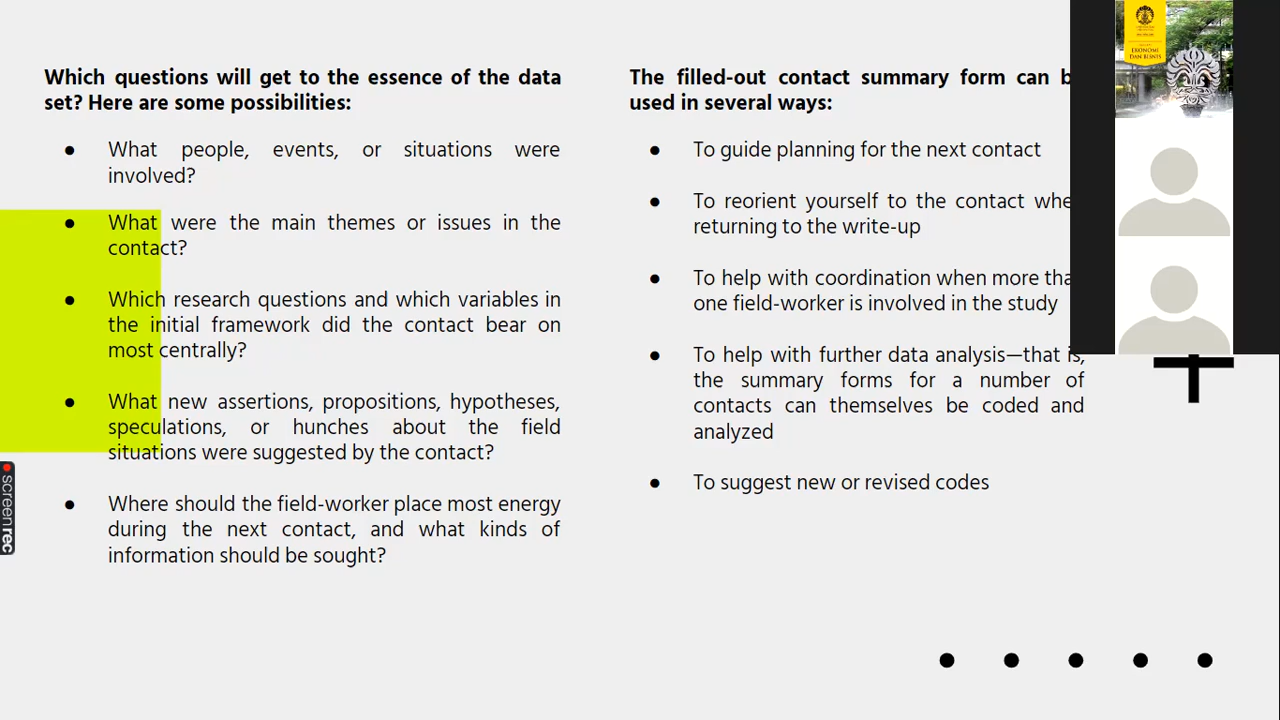 Which questions will get to the essence of the data
set? Here are some possibilities:
● What people, events, or situations were
involved?
● What were the main themes or issues in the
contact?
● Which research questions and which variables in
the initial framework did the contact bear on
most centrally?
● What new assertions, propositions, hypotheses,
speculations, or hunches about the field
situations were suggested by the contact?
● Where should the field-worker place most energy
during the next contact, and what kinds of
information should be sought?
The filled-out contact summary form can
used in several ways:
● To guide planning for the next contact
● To reorient yourself to the contact
returning to the write-up
● To help with coordination when more
one field-worker is involved in the study
● To help with further data analysis—that is,
the summary forms for a number of
contacts can themselves be coded and
analyzed
● To suggest new or revised codes
EKONOMI
DAN BISNIS
screenrec